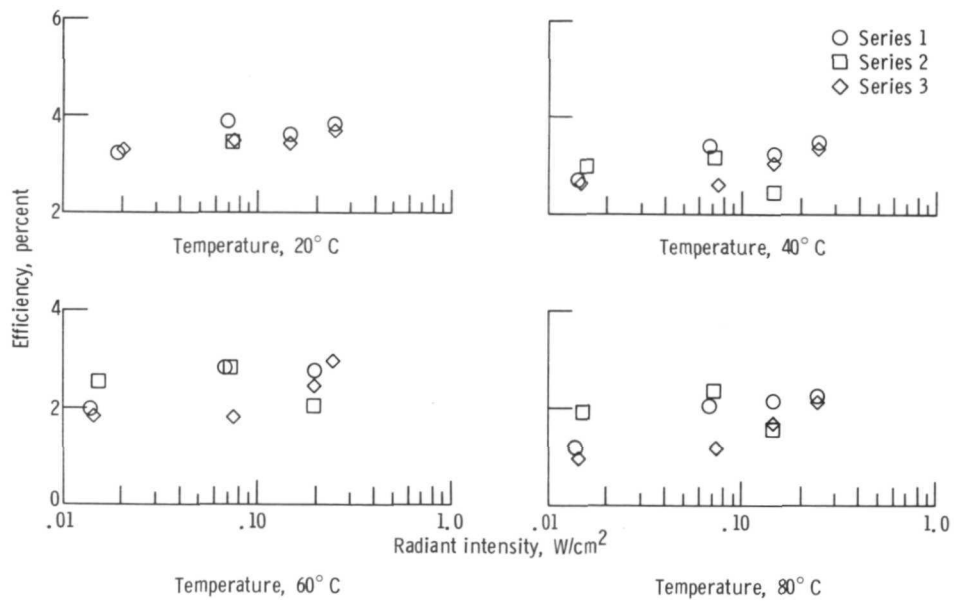 6
4
2
Temperature, 20° C
○ Series 1
□ Series 2
◇ Series 3
Temperature, 40° C
Efficiency, percent
4
2
0
.01
.10
1.0
Temperature, 60° C
.01
.10
1.0
Temperature, 80° C
Radiant intensity, W/cm²